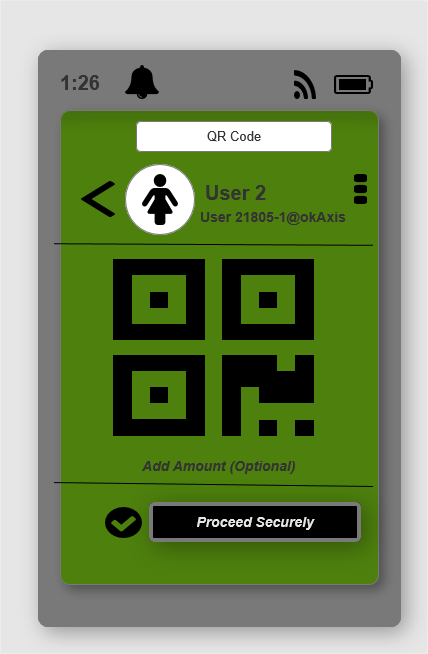 1:26
QR Code
User 2
User 21805-1@okAxis
Add Amount (Optional)
Proceed Securely